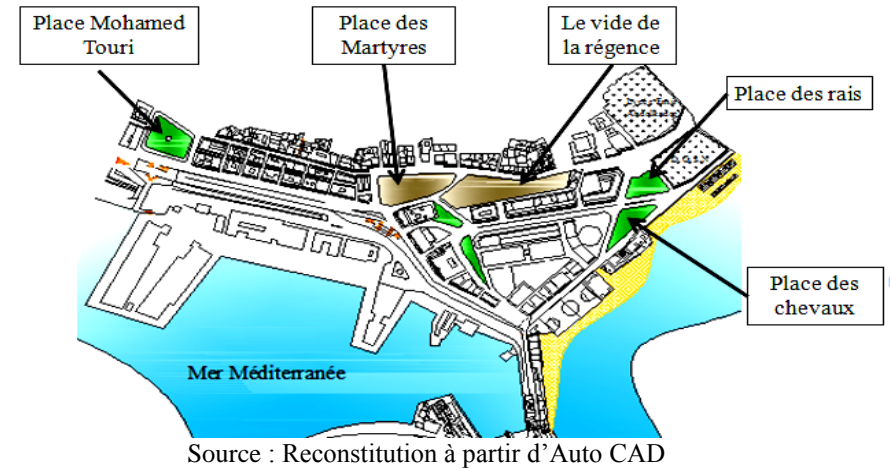 Place Mohamed
Touri
Place des
Martyres
Le vide de
la régence
Place des rais
Place des
chevaux
Mer Méditerranée
Source : Reconstitution à partir d’Auto CAD